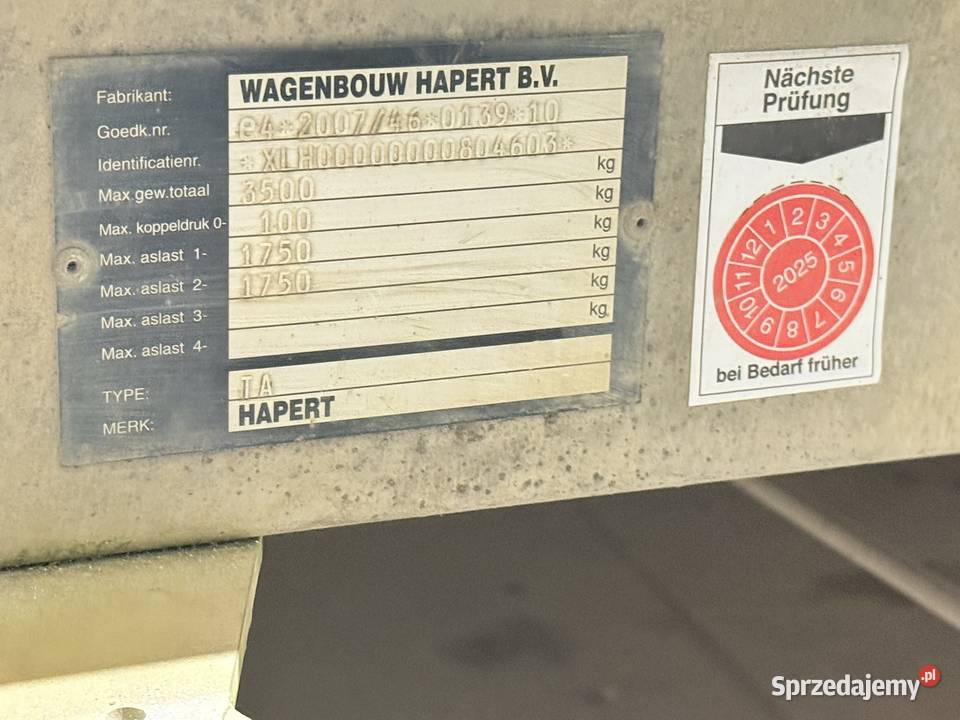 Fabrikant: WAGENBOUW HAPERT B.V.
Goedk.nr. e4*2007/46*0139*10
Identificatienr. *XLH00000000804603*
Max.gew.totaal 3500 kg
Max. koppeldruk 0- 100 kg
Max. aslast 1- 1750 kg
Max. aslast 2- 1750 kg
Max. aslast 3- kg
Max. aslast 4- kg
TYPE: TA
MERK: HAPERT
Nächste
Prüfung
1 2 3 4 5 6 7 8 9 10 11 12
2025
bei Bedarf früher
Sprzedajemy.pl